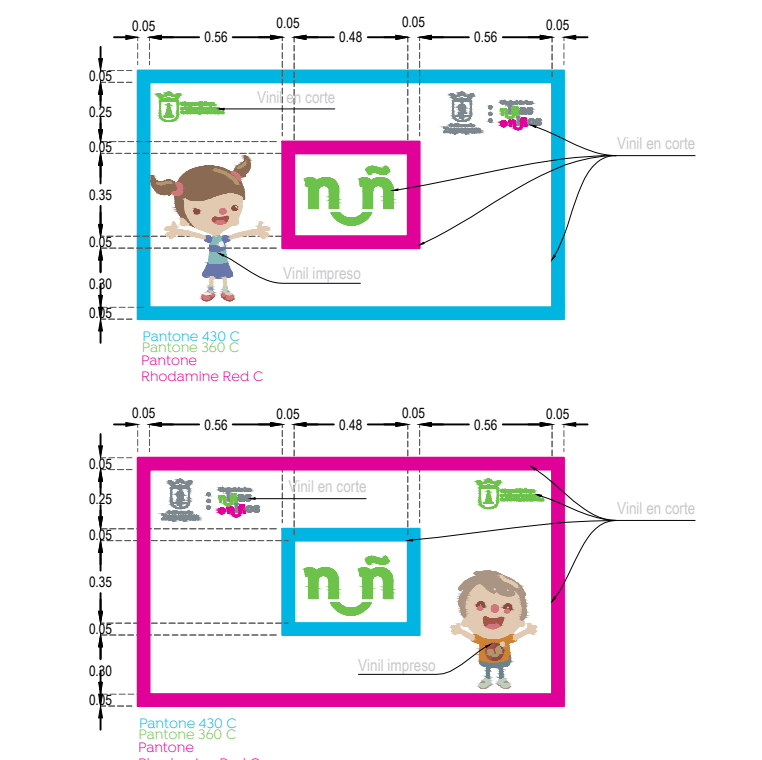 0.05 0.05 0.05 0.05
0.56 0.48 0.56
0.05
0.25
0.05
0.35
0.05
0.30
0.05
Vinil en corte
Vinil en corte
nuñ
Vinil impreso
Pantone 430 C
Pantone 360 C
Pantone
Rhodamine Red C
0.05 0.05 0.05 0.05
0.56 0.48 0.56
0.05
0.25
0.05
0.35
0.05
0.30
0.05
Vinil en corte
Vinil en corte
nuñ
Vinil impreso
Pantone 430 C
Pantone 360 C
Pantone
Rhodamine Red C